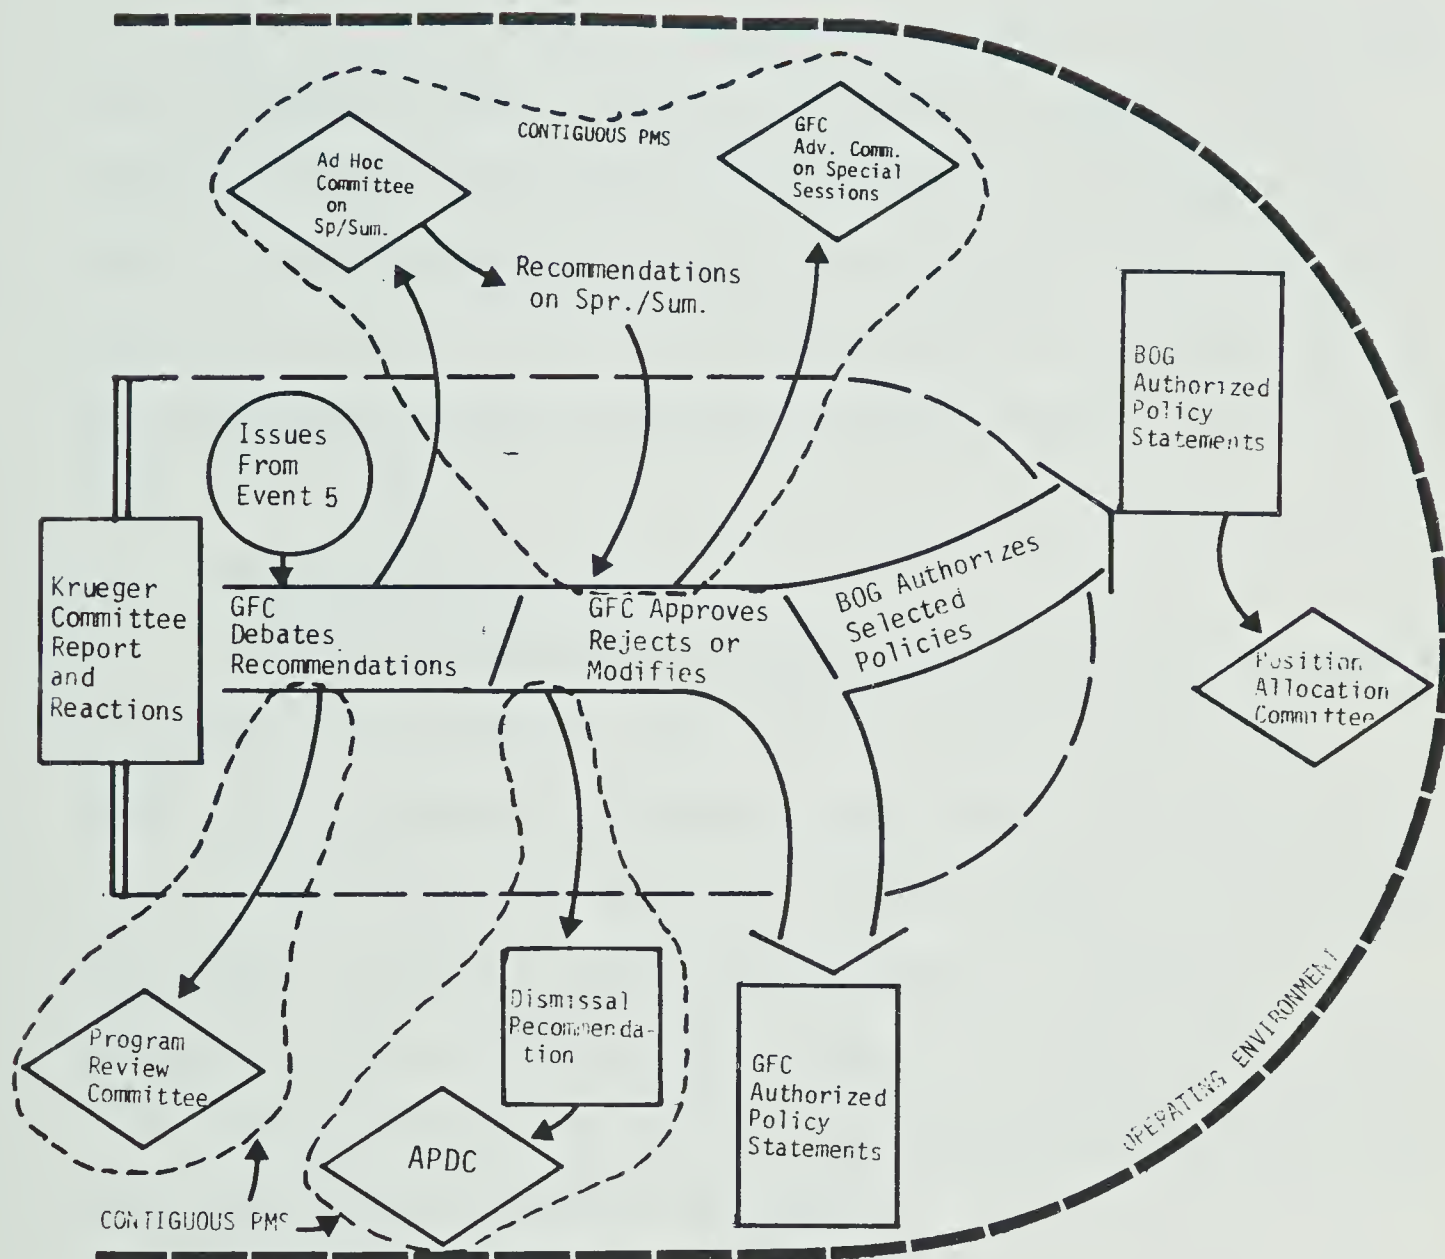 CONTIGUOUS PMS
Ad Hoc
Committee
on
Sp/Sum.
GFC
Adv. Comm.
on Special
Sessions
Recommendations
on Spr./Sum.
BOG
Authorized
Policy
Statements
Issues
From
Event 5
Krueger
Committee
Report
and
Reactions
GFC
Debates
Recommendations
GFC Approves
Rejects or
Modifies
BOG Authorizes
Selected
Policies
Position
Allocation
Committee
Dismissal
Recommenda-
tion
Program
Review
Committee
APDC
GFC
Authorized
Policy
Statements
OPERATING ENVIRONMENT
CONTIGUOUS PMS